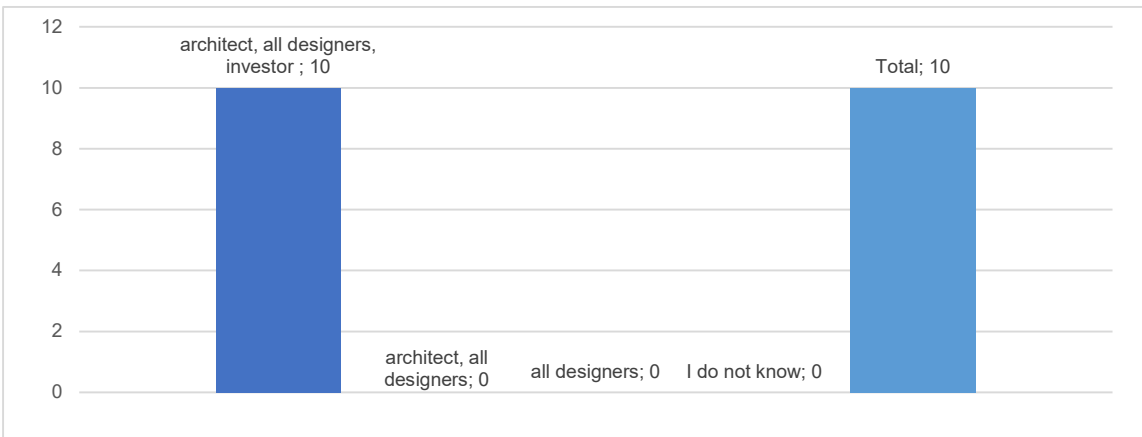 12
architect, all designers,
investor ; 10
Total; 10
10
8
6
4
2
architect, all
designers; 0
all designers; 0
I do not know; 0
0